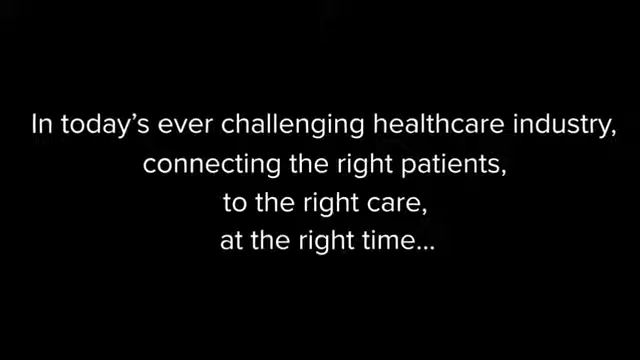 In today’s ever challenging healthcare industry,
connecting the right patients,
to the right care,
at the right time...